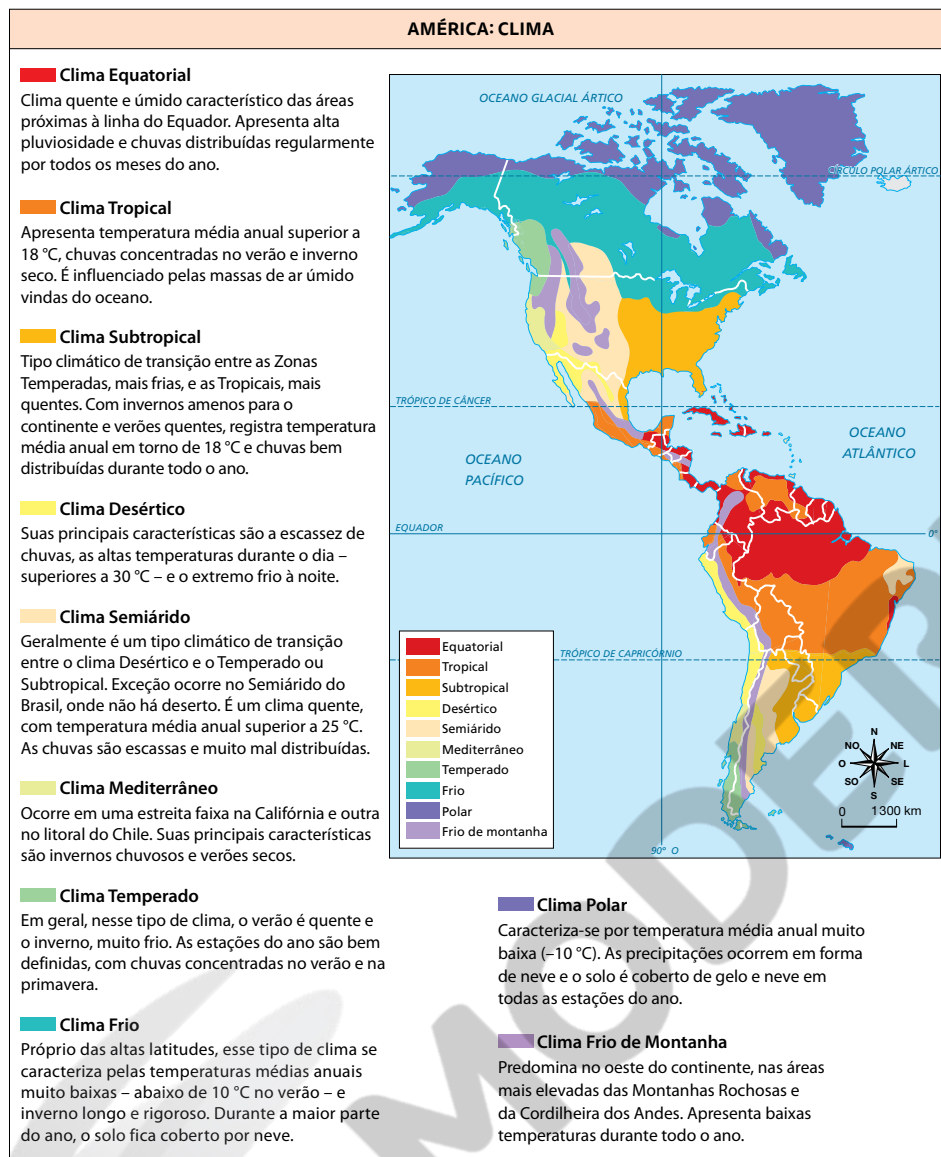 AMÉRICA: CLIMA
Clima Equatorial
Clima quente e úmido característico das áreas
próximas à linha do Equador. Apresenta alta
pluviosidade e chuvas distribuídas regularmente
por todos os meses do ano.
Clima Tropical
Apresenta temperatura média anual superior a
18 °C, chuvas concentradas no verão e inverno
seco. É influenciado pelas massas de ar úmido
vindas do oceano.
Clima Subtropical
Tipo climático de transição entre as Zonas
Temperadas, mais frias, e as Tropicais, mais
quentes. Com invernos amenos para o
continente e verões quentes, registra temperatura
média anual em torno de 18 °C e chuvas bem
distribuídas durante todo o ano.
Clima Desértico
Suas principais características são a escassez de
chuvas, as altas temperaturas durante o dia –
superiores a 30 °C – e o extremo frio à noite.
Clima Semiárido
Geralmente é um tipo climático de transição
entre o clima Desértico e o Temperado ou
Subtropical. Exceção ocorre no Semiárido do
Brasil, onde não há deserto. É um clima quente,
com temperatura média anual superior a 25 °C.
As chuvas são escassas e muito mal distribuídas.
Clima Mediterrâneo
Ocorre em uma estreita faixa na Califórnia e outra
no litoral do Chile. Suas principais características
são invernos chuvosos e verões secos.
Clima Temperado
Em geral, nesse tipo de clima, o verão é quente e
o inverno, muito frio. As estações do ano são bem
definidas, com chuvas concentradas no verão e na
primavera.
Clima Frio
Próprio das altas latitudes, esse tipo de clima se
caracteriza pelas temperaturas médias anuais
muito baixas – abaixo de 10 °C no verão – e
inverno longo e rigoroso. Durante a maior parte
do ano, o solo fica coberto por neve.
OCEANO GLACIAL ÁRTICO
CÍRCULO POLAR ÁRTICO
TRÓPICO DE CÂNCER
OCEANO
PACÍFICO
OCEANO
ATLÂNTICO
EQUADOR
0°
TRÓPICO DE CAPRICÓRNIO
Equatorial
Tropical
Subtropical
Desértico
Semiárido
Mediterrâneo
Temperado
Frio
Polar
Frio de montanha
N
NO
NE
O
L
SO
SE
S
0 1300 km
90° O
Clima Polar
Caracteriza-se por temperatura média anual muito
baixa (–10 °C). As precipitações ocorrem em forma
de neve e o solo é coberto de gelo e neve em
todas as estações do ano.
Clima Frio de Montanha
Predomina no oeste do continente, nas áreas
mais elevadas das Montanhas Rochosas e
da Cordilheira dos Andes. Apresenta baixas
temperaturas durante todo o ano.
MODER